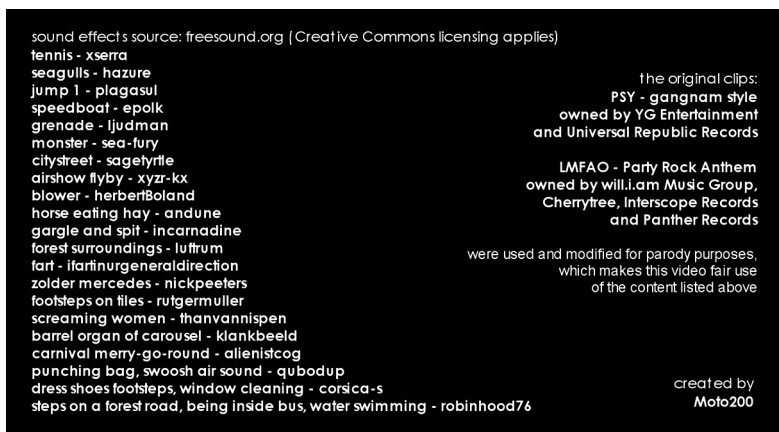 sound effects source: freesound.org (Creative Commons licensing applies)
tennis - xserra
seagulls - hazure
jump 1 - plagasul
speedboat - epolk
grenade - ljudman
monster - sea-fury
citystreet - sagetyrtle
airshow flyby - xyzr-kx
blower - herbertBoland
horse eating hay - andune
gargle and spit - incarnadine
forest surroundings - luftrum
fart - ifartinurgeneraldirection
zolder mercedes - nickpeeters
footsteps on tiles - rutgermuller
screaming women - thanvannispen
barrel organ of carousel - klankbeeld
carnival merry-go-round - alienistcog
punching bag, swoosh air sound - qubodup
dress shoes footsteps, window cleaning - corsica-s
steps on a forest road, being inside bus, water swimming - robinhood76
the original clips:
PSY - gangnam style
owned by YG Entertainment
and Universal Republic Records
LMFAO - Party Rock Anthem
owned by will.i.am Music Group,
Cherrytree, Interscope Records
and Panther Records
were used and modified for parody purposes,
which makes this video fair use
of the content listed above
created by
Moto200